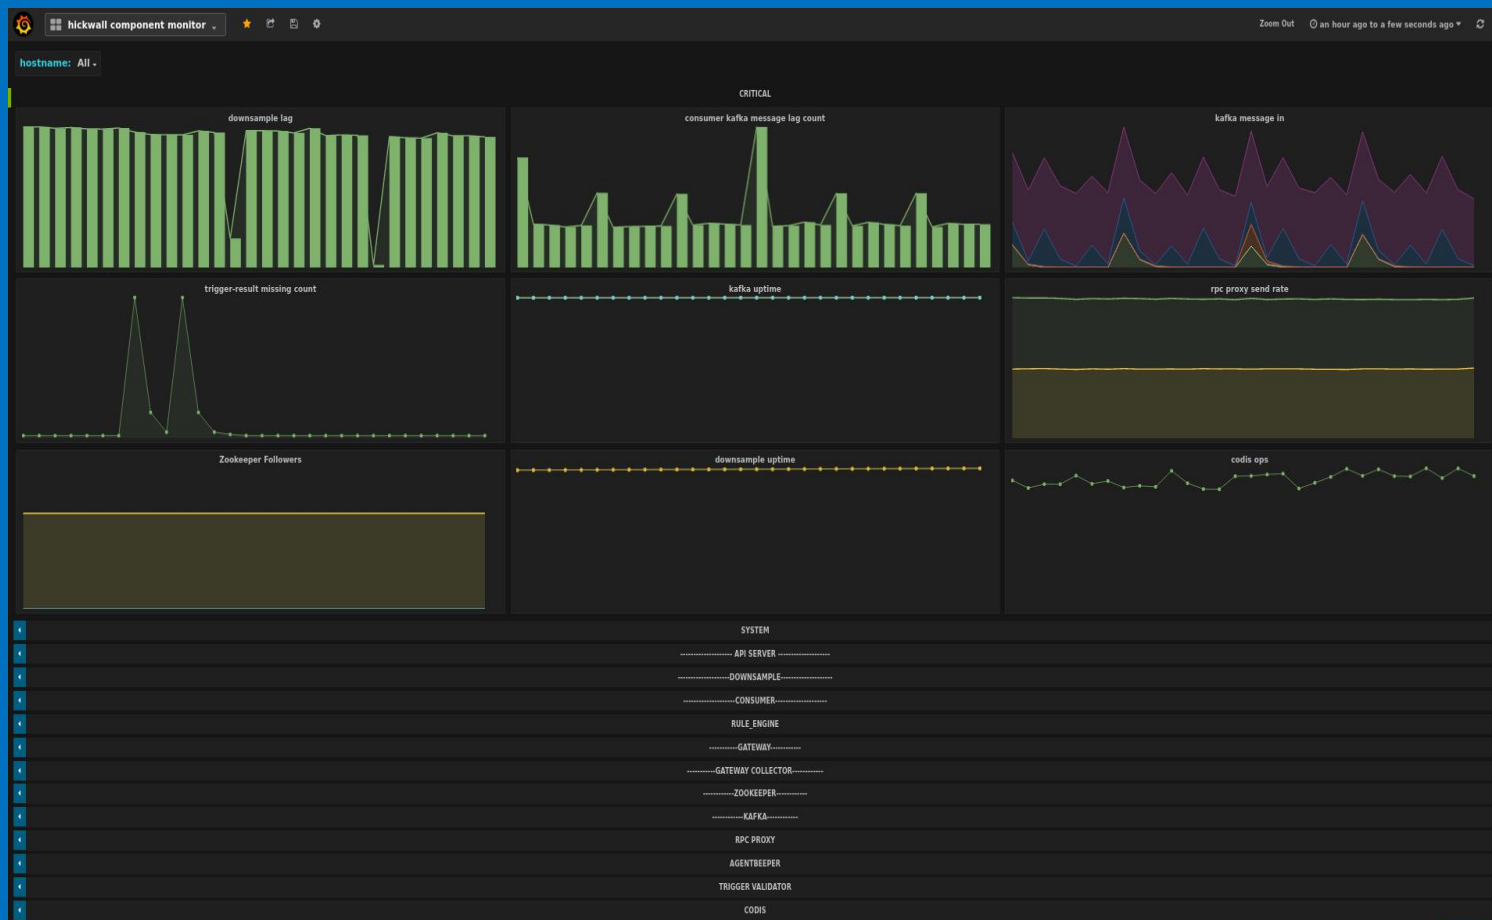 hickwall component monitor
Zoom Out
an hour ago to a few seconds ago
hostname: All
CRITICAL
downsample lag
consumer kafka message lag count
kafka message in
trigger-result missing count
kafka uptime
rpc proxy send rate
Zookeeper Followers
downsample uptime
codis ops
SYSTEM
-------------------- API SERVER --------------------
--------------------DOWNSAMPLE--------------------
--------------------CONSUMER--------------------
RULE_ENGINE
-----------GATEWAY------------
-----------GATEWAY COLLECTOR------------
------------ZOOKEEPER------------
------------KAFKA------------
RPC PROXY
AGENTBEEPER
TRIGGER VALIDATOR
CODIS